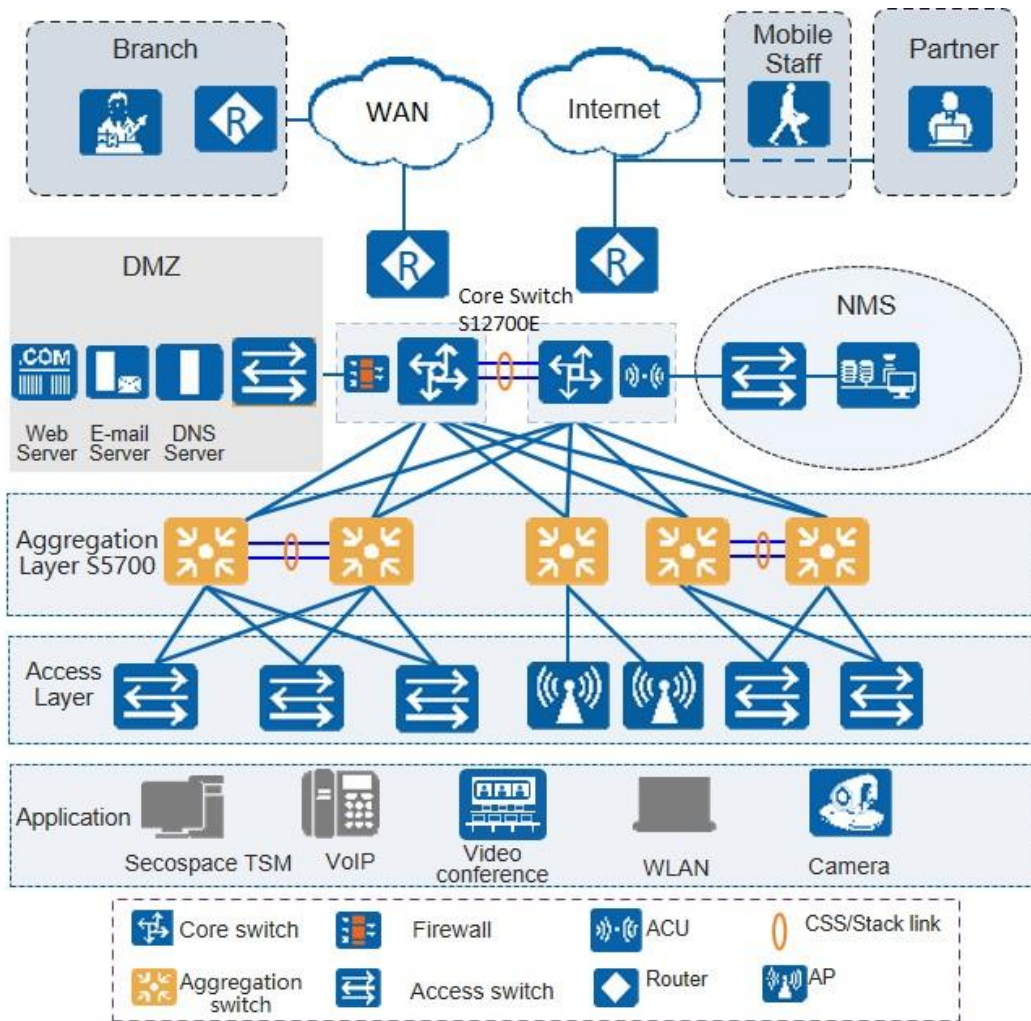 Branch
WAN
Internet
Mobile
Staff
Partner
R
R
R
DMZ
Core Switch
S12700E
NMS
.COM
Web
Server
E-mail
Server
DNS
Server
Aggregation
Layer S5700
Access
Layer
Application
Secospace TSM
VoIP
Video
conference
WLAN
Camera
Core switch
Firewall
ACU
CSS/Stack link
Aggregation
switch
Access switch
Router
AP